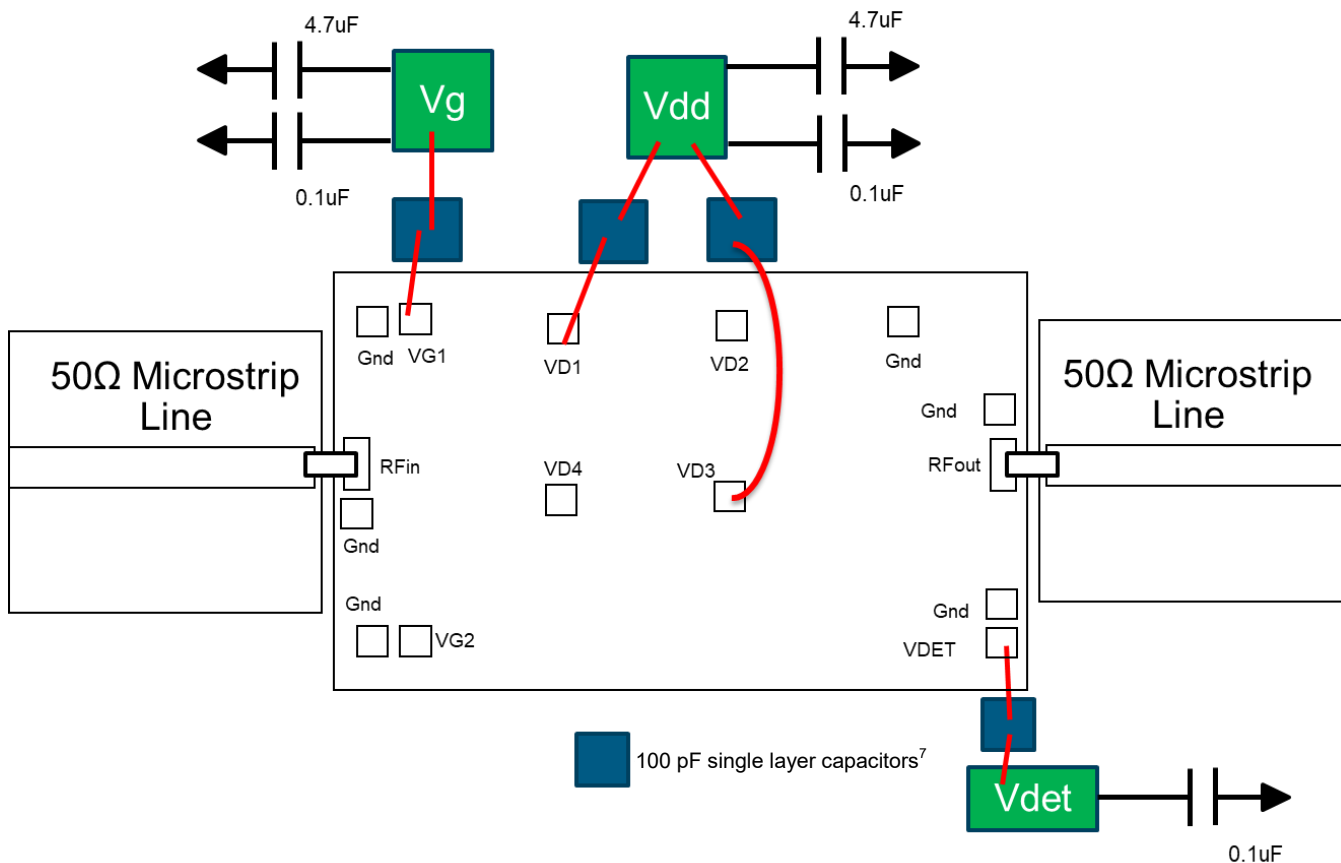 4.7uF
4.7uF
Vg
Vdd
0.1uF
0.1uF
Gnd
VG1
VD1
VD2
Gnd
50Ω Microstrip
Line
50Ω Microstrip
Line
Gnd
RFin
VD4
VD3
RFout
Gnd
Gnd
Gnd
VG2
VDET
100 pF single layer capacitors⁷
Vdet
0.1uF